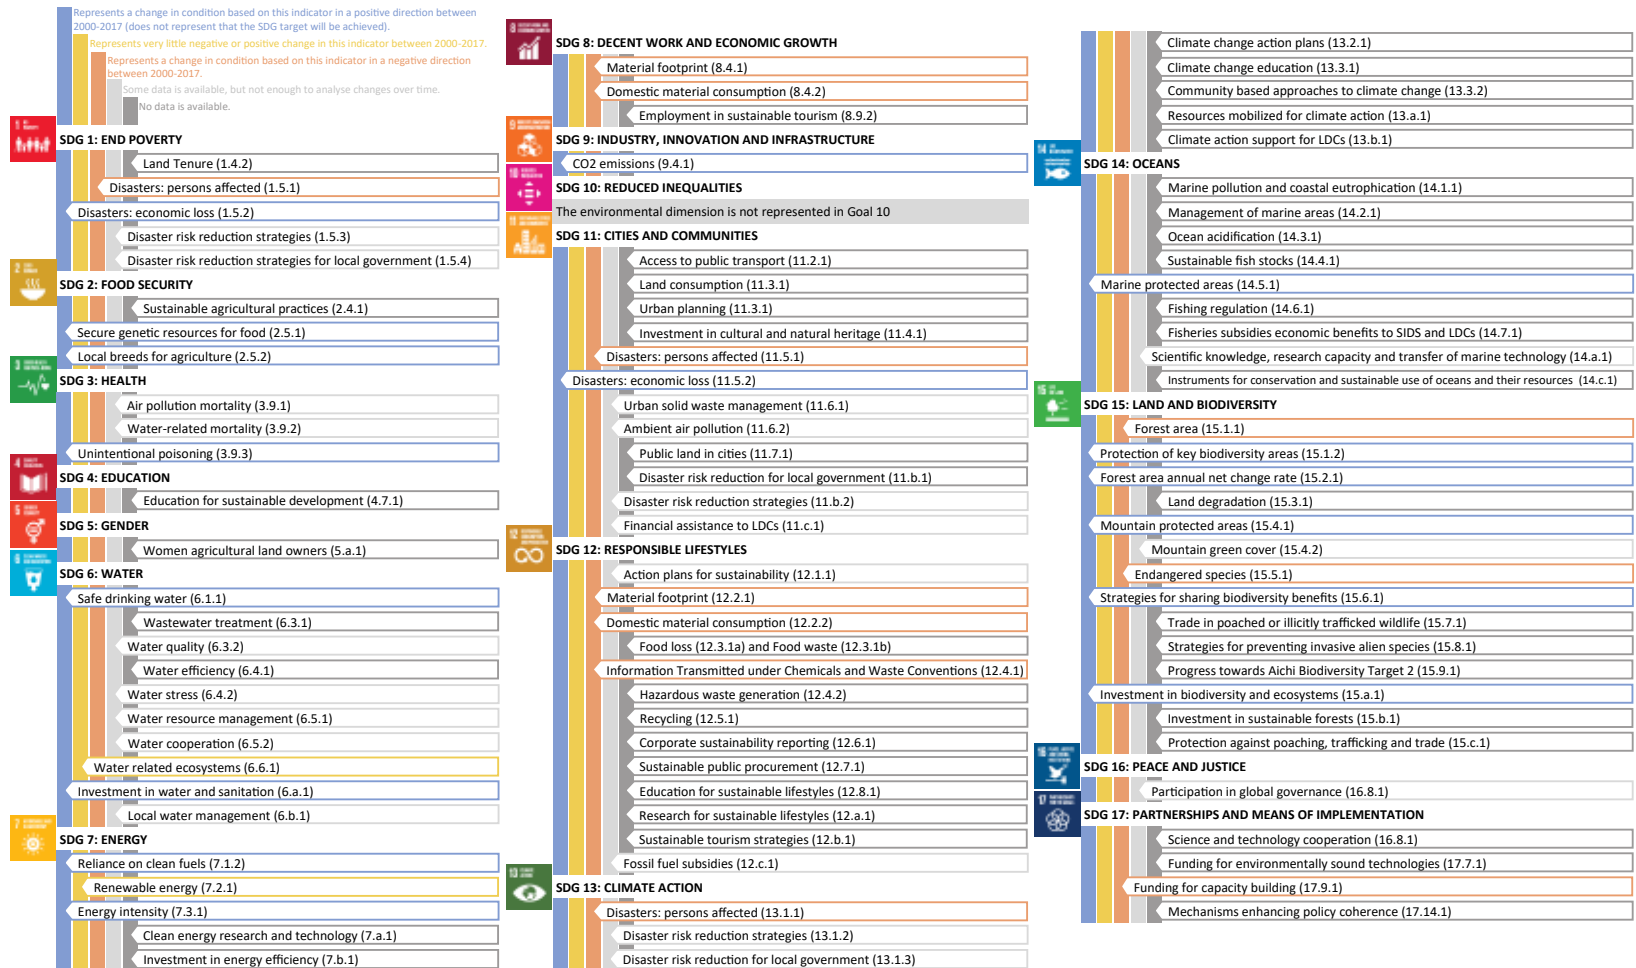 Represents a change in condition based on this indicator in a positive direction between
2000-2017 (does not represent that the SDG target will be achieved).
Represents very little negative or positive change in this indicator between 2000-2017.
Represents a change in condition based on this indicator in a negative direction
between 2000-2017.
Some data is available, but not enough to analyse changes over time.
No data is available.
SDG 1: END POVERTY
Land Tenure (1.4.2)
Disasters: persons affected (1.5.1)
Disasters: economic loss (1.5.2)
Disaster risk reduction strategies (1.5.3)
Disaster risk reduction strategies for local government (1.5.4)
SDG 2: FOOD SECURITY
Sustainable agricultural practices (2.4.1)
Secure genetic resources for food (2.5.1)
Local breeds for agriculture (2.5.2)
SDG 3: HEALTH
Air pollution mortality (3.9.1)
Water-related mortality (3.9.2)
Unintentional poisoning (3.9.3)
SDG 4: EDUCATION
Education for sustainable development (4.7.1)
SDG 5: GENDER
Women agricultural land owners (5.a.1)
SDG 6: WATER
Safe drinking water (6.1.1)
Wastewater treatment (6.3.1)
Water quality (6.3.2)
Water efficiency (6.4.1)
Water stress (6.4.2)
Water resource management (6.5.1)
Water cooperation (6.5.2)
Water related ecosystems (6.6.1)
Investment in water and sanitation (6.a.1)
Local water management (6.b.1)
SDG 7: ENERGY
Reliance on clean fuels (7.1.2)
Renewable energy (7.2.1)
Energy intensity (7.3.1)
Clean energy research and technology (7.a.1)
Investment in energy efficiency (7.b.1)
SDG 8: DECENT WORK AND ECONOMIC GROWTH
Material footprint (8.4.1)
Domestic material consumption (8.4.2)
Employment in sustainable tourism (8.9.2)
SDG 9: INDUSTRY, INNOVATION AND INFRASTRUCTURE
CO2 emissions (9.4.1)
SDG 10: REDUCED INEQUALITIES
The environmental dimension is not represented in Goal 10
SDG 11: CITIES AND COMMUNITIES
Access to public transport (11.2.1)
Land consumption (11.3.1)
Urban planning (11.3.1)
Investment in cultural and natural heritage (11.4.1)
Disasters: persons affected (11.5.1)
Disasters: economic loss (11.5.2)
Urban solid waste management (11.6.1)
Ambient air pollution (11.6.2)
Public land in cities (11.7.1)
Disaster risk reduction for local government (11.b.1)
Disaster risk reduction strategies (11.b.2)
Financial assistance to LDCs (11.c.1)
SDG 12: RESPONSIBLE LIFESTYLES
Action plans for sustainability (12.1.1)
Material footprint (12.2.1)
Domestic material consumption (12.2.2)
Food loss (12.3.1a) and Food waste (12.3.1b)
Information Transmitted under Chemicals and Waste Conventions (12.4.1)
Hazardous waste generation (12.4.2)
Recycling (12.5.1)
Corporate sustainability reporting (12.6.1)
Sustainable public procurement (12.7.1)
Education for sustainable lifestyles (12.8.1)
Research for sustainable lifestyles (12.a.1)
Sustainable tourism strategies (12.b.1)
Fossil fuel subsidies (12.c.1)
SDG 13: CLIMATE ACTION
Disasters: persons affected (13.1.1)
Disaster risk reduction strategies (13.1.2)
Disaster risk reduction for local government (13.1.3)
Climate change action plans (13.2.1)
Climate change education (13.3.1)
Community based approaches to climate change (13.3.2)
Resources mobilized for climate action (13.a.1)
Climate action support for LDCs (13.b.1)
SDG 14: OCEANS
Marine pollution and coastal eutrophication (14.1.1)
Management of marine areas (14.2.1)
Ocean acidification (14.3.1)
Sustainable fish stocks (14.4.1)
Marine protected areas (14.5.1)
Fishing regulation (14.6.1)
Fisheries subsidies economic benefits to SIDS and LDCs (14.7.1)
Scientific knowledge, research capacity and transfer of marine technology (14.a.1)
Instruments for conservation and sustainable use of oceans and their resources (14.c.1)
SDG 15: LAND AND BIODIVERSITY
Forest area (15.1.1)
Protection of key biodiversity areas (15.1.2)
Forest area annual net change rate (15.2.1)
Land degradation (15.3.1)
Mountain protected areas (15.4.1)
Mountain green cover (15.4.2)
Endangered species (15.5.1)
Strategies for sharing biodiversity benefits (15.6.1)
Trade in poached or illicitly trafficked wildlife (15.7.1)
Strategies for preventing invasive alien species (15.8.1)
Progress towards Aichi Biodiversity Target 2 (15.9.1)
Investment in biodiversity and ecosystems (15.a.1)
Investment in sustainable forests (15.b.1)
Protection against poaching, trafficking and trade (15.c.1)
SDG 16: PEACE AND JUSTICE
Participation in global governance (16.8.1)
SDG 17: PARTNERSHIPS AND MEANS OF IMPLEMENTATION
Science and technology cooperation (16.8.1)
Funding for environmentally sound technologies (17.7.1)
Funding for capacity building (17.9.1)
Mechanisms enhancing policy coherence (17.14.1)